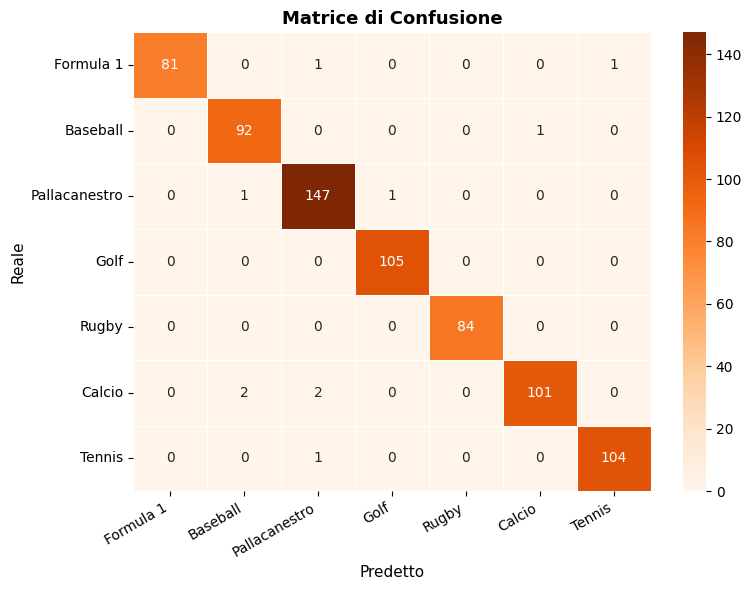 Matrice di Confusione
Formula 1 81 0 1 0 0 0 1
Baseball 0 92 0 0 0 1 0
Pallacanestro 0 1 147 1 0 0 0
Golf 0 0 0 105 0 0 0
Rugby 0 0 0 0 84 0 0
Calcio 0 2 2 0 0 101 0
Tennis 0 0 1 0 0 0 104
Reale
Formula 1 Baseball Pallacanestro Golf Rugby Calcio Tennis
Predetto
140
120
100
80
60
40
20
0